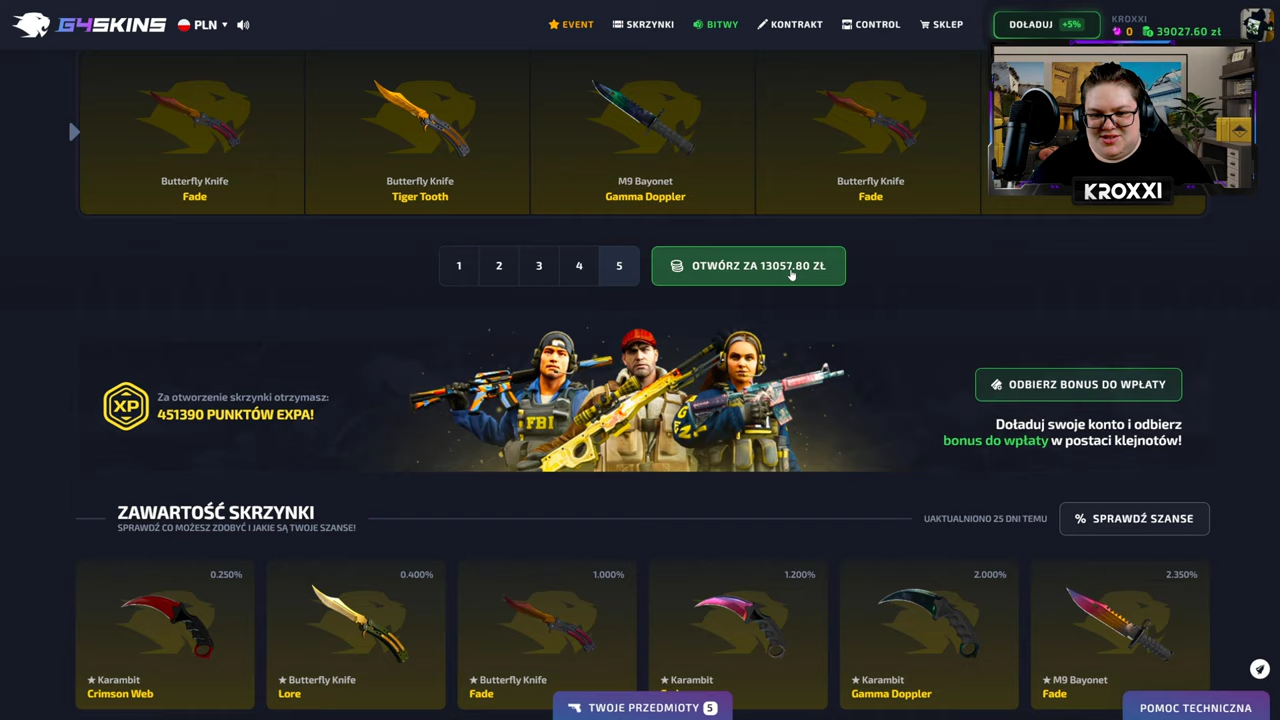 G4SKINS
PLN
EVENT
SKRZYNKI
BITWY
KONTRAKT
CONTROL
SKLEP
DOŁADUJ +5%
KROXXI
0 39027.60 zł
Butterfly Knife
Fade
Butterfly Knife
Tiger Tooth
M9 Bayonet
Gamma Doppler
Butterfly Knife
Fade
KROXXI
1 2 3 4 5
OTWÓRZ ZA 13057.80 ZŁ
XP
Za otworzenie skrzynki otrzymasz:
451390 PUNKTÓW EXPA!
FBI
ODBIERZ BONUS DO WPŁATY
Doładuj swoje konto i odbierz
bonus do wpłaty w postaci klejnotów!
ZAWARTOŚĆ SKRZYNKI
SPRAWDŹ CO MOŻESZ ZDOBYĆ I JAKIE SĄ TWOJE SZANSE!
UAKTUALNIONO 25 DNI TEMU
% SPRAWDŹ SZANSE
0.250%
★ Karambit
Crimson Web
0.400%
★ Butterfly Knife
Lore
1.000%
★ Butterfly Knife
Fade
1.200%
★ Karambit
2.000%
★ Karambit
Gamma Doppler
2.350%
★ M9 Bayonet
Fade
TWOJE PRZEDMIOTY 5
POMOC TECHNICZNA